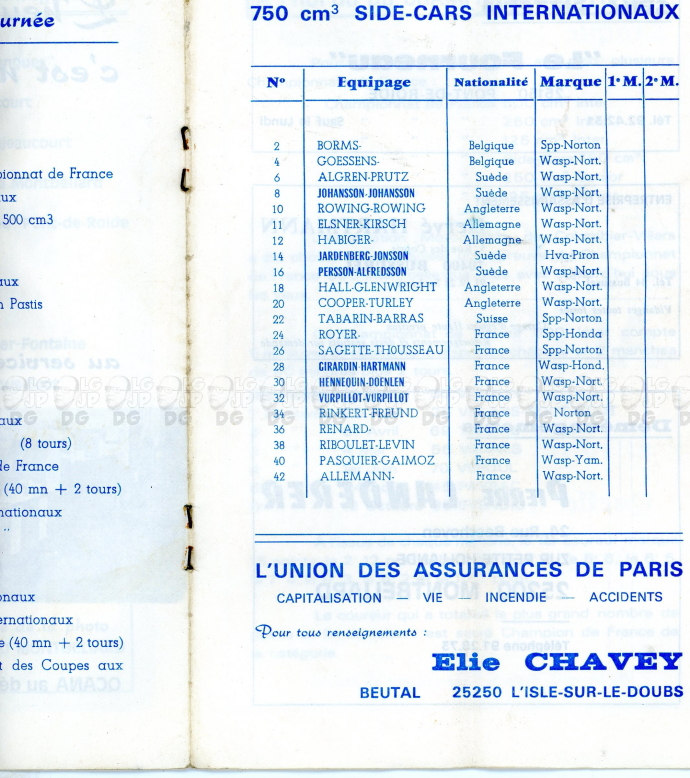 urnée
pionnat de France
ux
500 cm3
aux
n Pastis
aux
(8 tours)
de France
(40 mn + 2 tours)
nationaux
"
onaux
ernationaux
e (40 mn + 2 tours)
t des Coupes aux
750 cm³ SIDE-CARS INTERNATIONAUX
N° Equipage Nationalité Marque 1e M. 2e M.
2 BORMS- Belgique Spp-Norton
4 GOESSENS- Belgique Wasp-Nort.
6 ALGREN-PRUTZ Suède Wasp-Nort.
8 JOHANSSON-JOHANSSON Suède Wasp-Nort.
10 ROWING-ROWING Angleterre Wasp-Nort.
11 ELSNER-KIRSCH Allemagne Wasp-Nort.
12 HABIGER- Allemagne Wasp-Nort.
14 JARDENBERG-JONSSON Suède Hva-Piron
16 PERSSON-ALFREDSSON Suède Wasp-Nort.
18 HALL-GLENWRIGHT Angleterre Wasp-Nort.
20 COOPER-TURLEY Angleterre Wasp-Nort.
22 TABARIN-BARRAS Suisse Spp-Norton
24 ROYER- France Spp-Honda
26 SAGETTE-THOUSSEAU France Spp-Norton
28 GIRARDIN-HARTMANN France Wasp-Hond.
30 HENNEQUIN-DOENLEN France Wasp-Nort.
32 VURPILLOT-VURPILLOT France Wasp-Nort.
34 RINKERT-FREUND France Norton
36 RENARD- France Wasp-Nort.
38 RIBOULET-LEVIN France Wasp-Nort.
40 PASQUIER-GAIMOZ France Wasp-Yam.
42 ALLEMANN- France Wasp-Nort.
L'UNION DES ASSURANCES DE PARIS
CAPITALISATION — VIE — INCENDIE — ACCIDENTS
Pour tous renseignements :
Elie CHAVEY
BEUTAL 25250 L'ISLE-SUR-LE-DOUBS